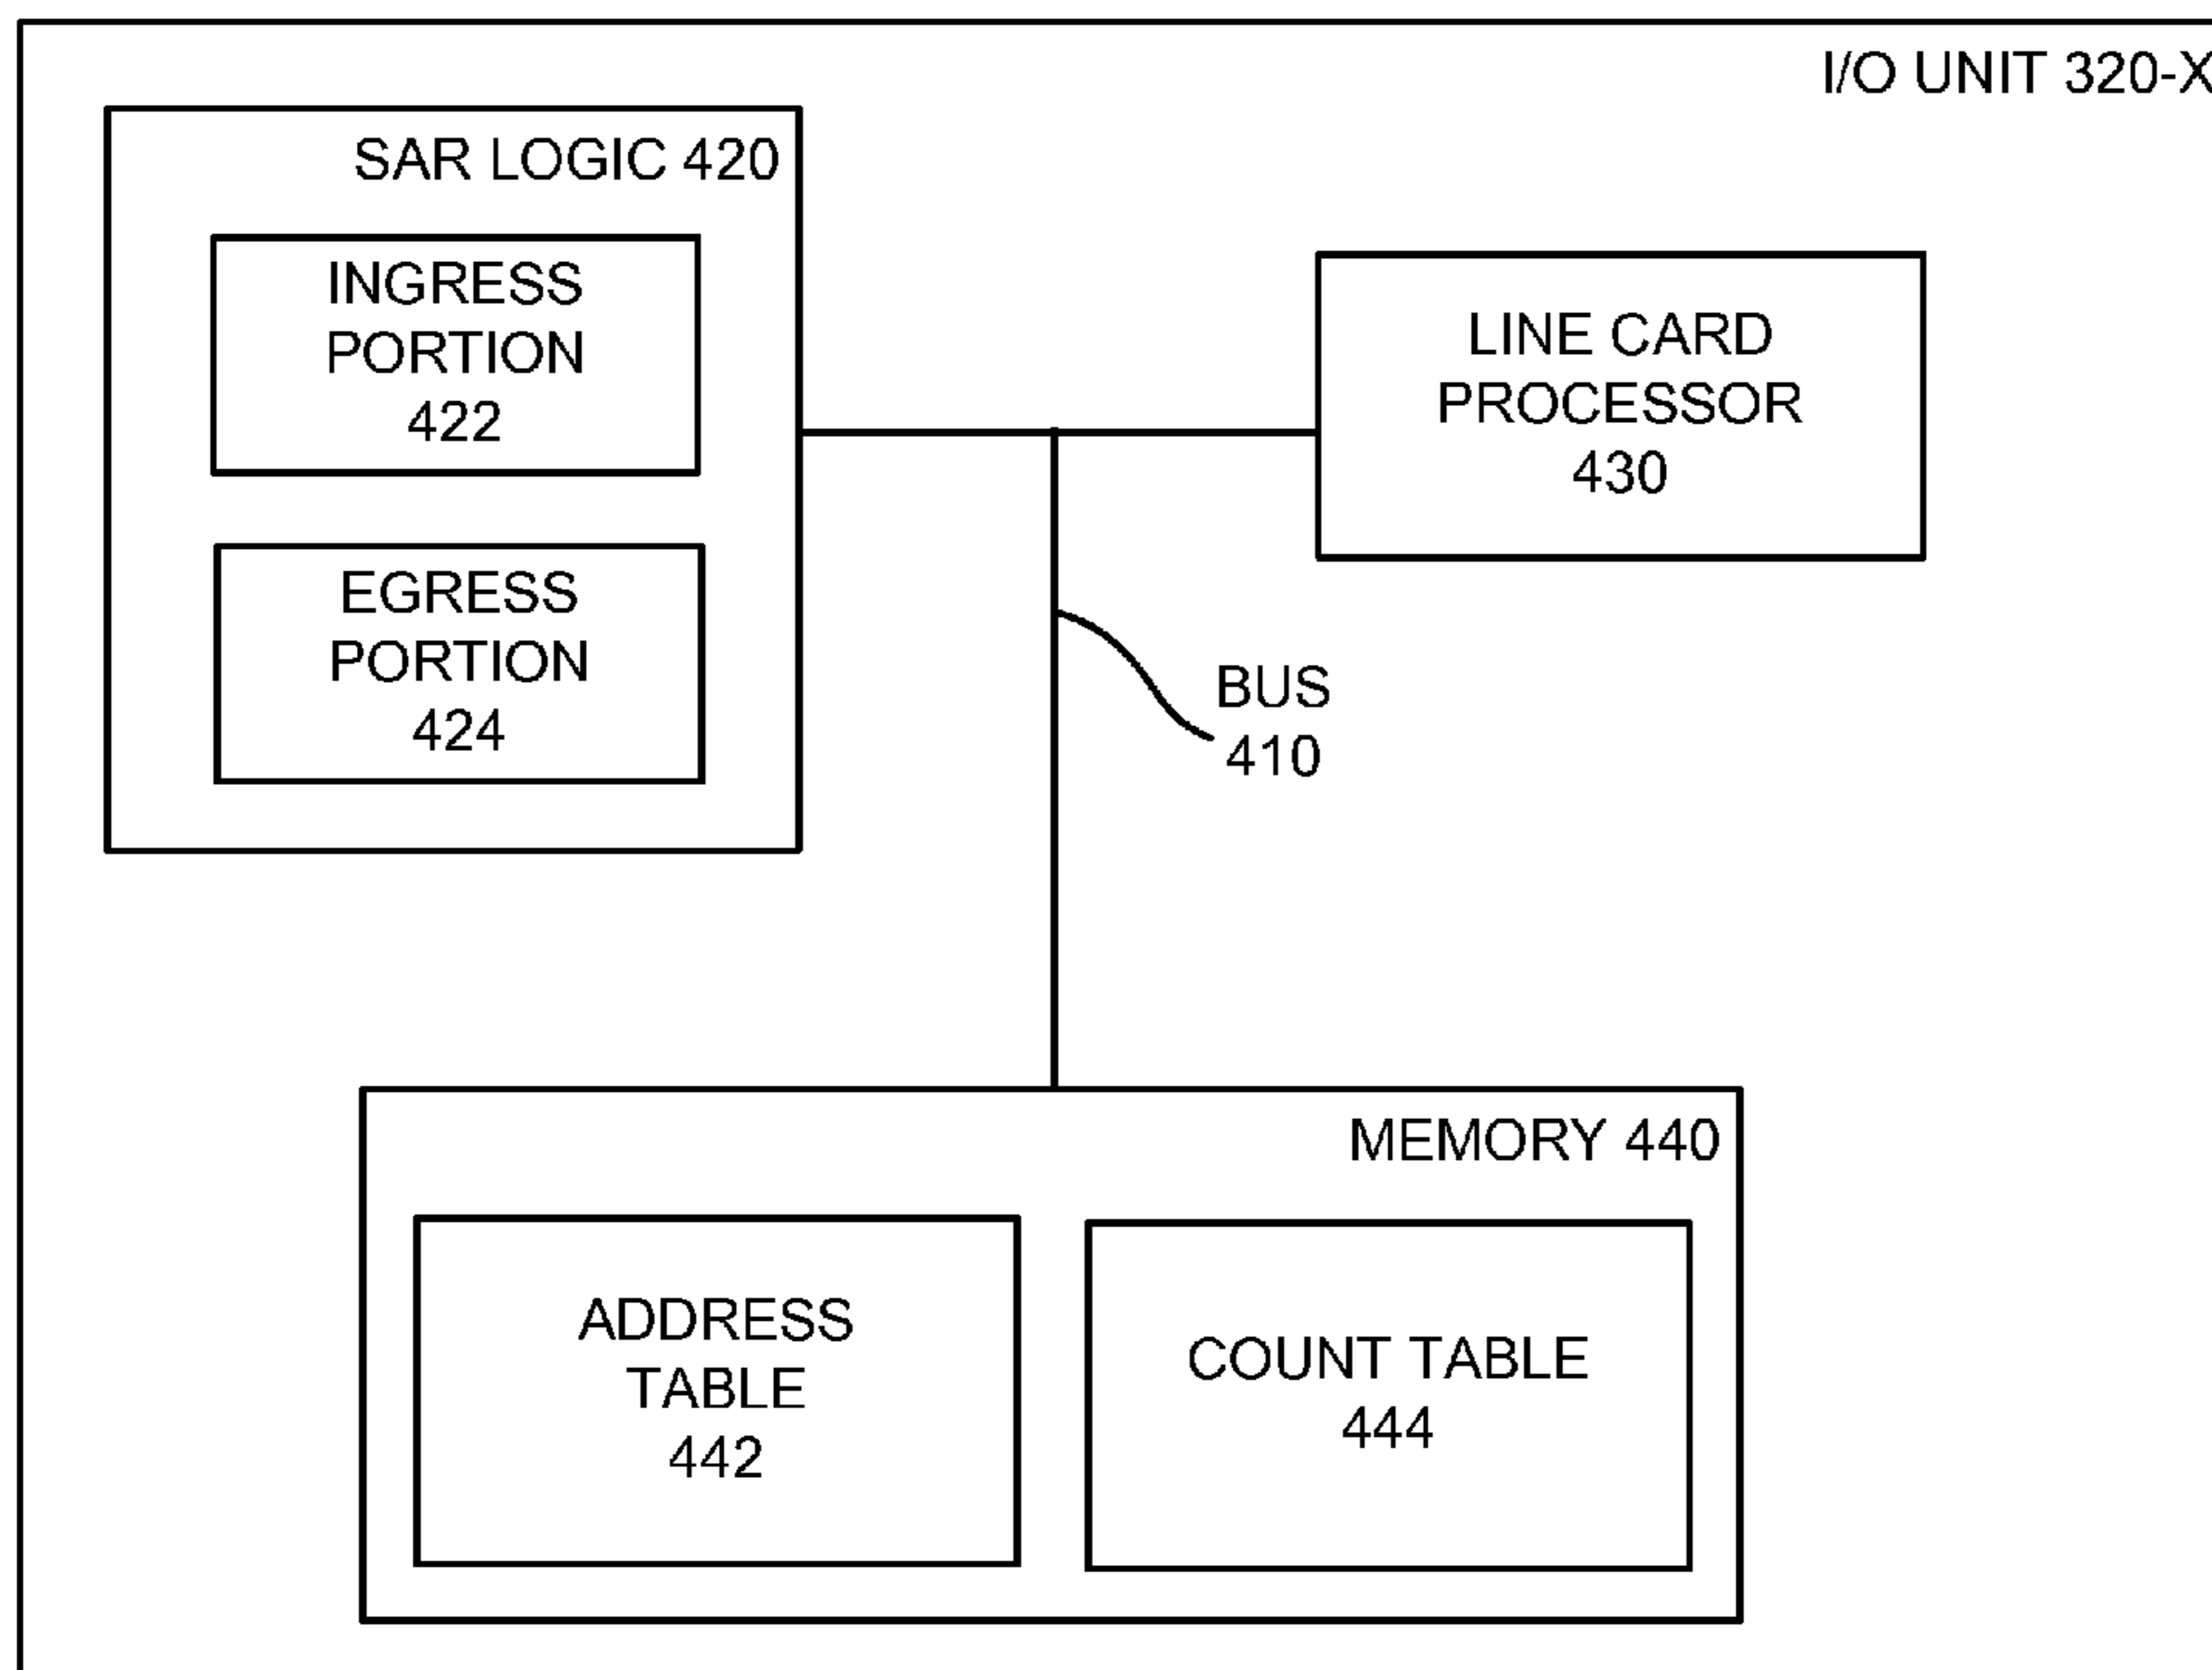 I/O UNIT 320-X
SAR LOGIC 420
INGRESS
PORTION
422
EGRESS
PORTION
424
LINE CARD
PROCESSOR
430
BUS
410
MEMORY 440
ADDRESS
TABLE
442
COUNT TABLE
444